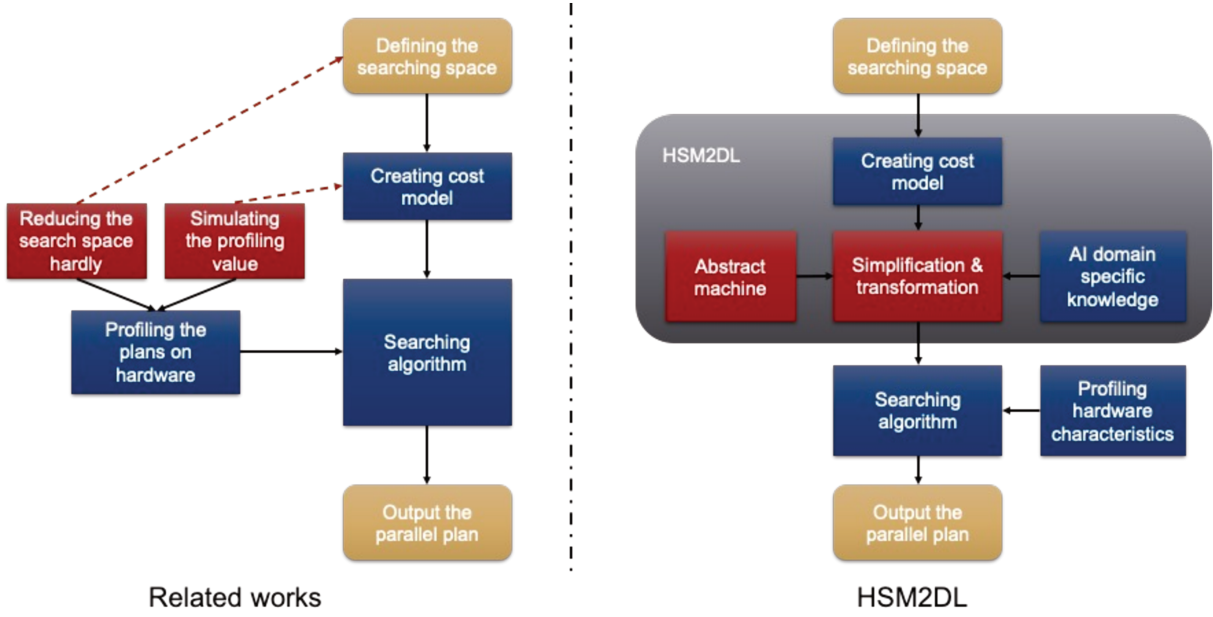 Defining the
searching space
Creating cost
model
Reducing the
search space
hardly
Simulating
the profiling
value
Profiling the
plans on
hardware
Searching
algorithm
Output the
parallel plan
Related works
Defining the
searching space
HSM2DL
Creating cost
model
Abstract
machine
Simplification &
transformation
AI domain
specific
knowledge
Searching
algorithm
Profiling
hardware
characteristics
Output the
parallel plan
HSM2DL